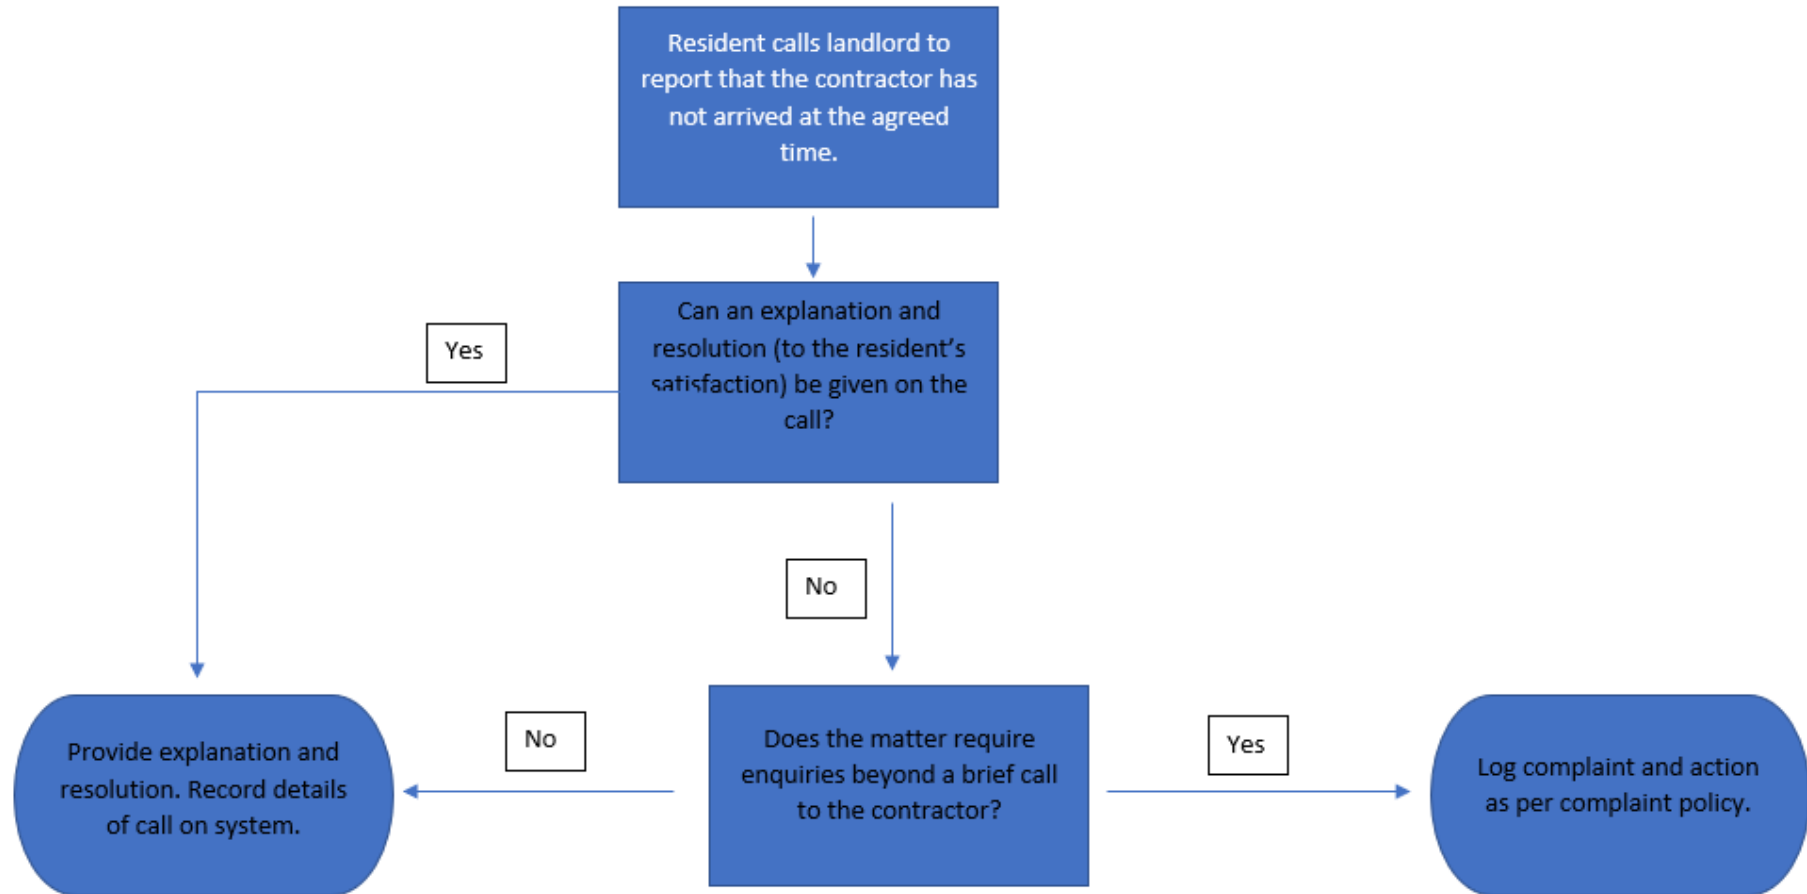 Resident calls landlord to
report that the contractor has
not arrived at the agreed
time.
Can an explanation and
resolution (to the resident's
satisfaction) be given on the
call?
Yes
No
Does the matter require
enquiries beyond a brief call
to the contractor?
No
Provide explanation and
resolution. Record details
of call on system.
Yes
Log complaint and action
as per complaint policy.